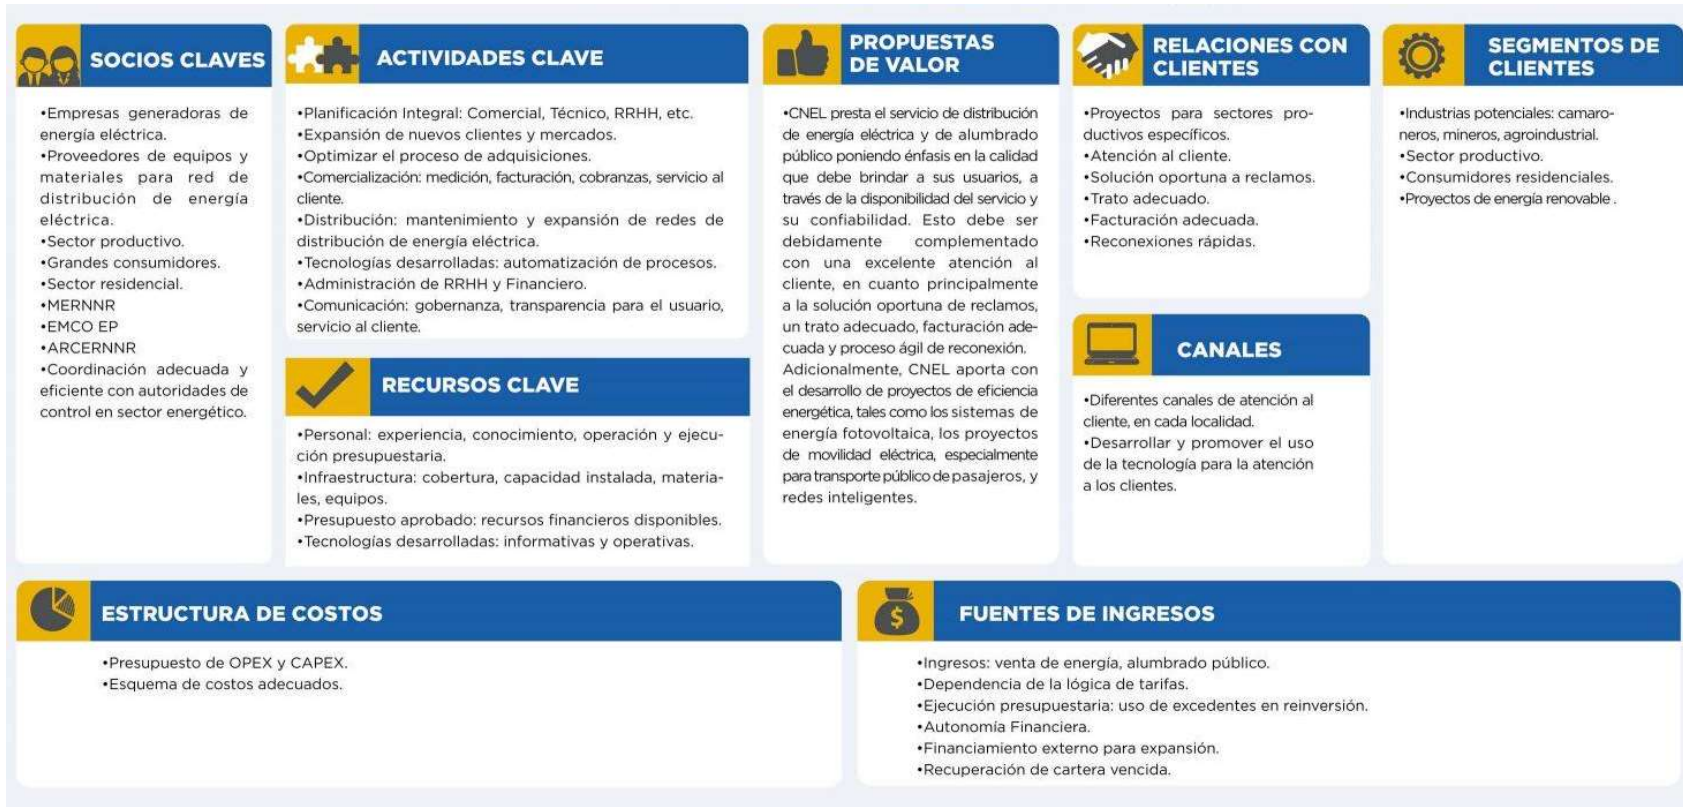 SOCIOS CLAVES
•Empresas generadoras de
energía eléctrica.
•Proveedores de equipos y
materiales para red de
distribución de energía
eléctrica.
•Sector productivo.
•Grandes consumidores.
•Sector residencial.
•MERNNR
•EMCO EP
•ARCERNNR
•Coordinación adecuada y
eficiente con autoridades de
control en sector energético.
ACTIVIDADES CLAVE
•Planificación Integral: Comercial, Técnico, RRHH, etc.
•Expansión de nuevos clientes y mercados.
•Optimizar el proceso de adquisiciones.
•Comercialización: medición, facturación, cobranzas, servicio al
cliente.
•Distribución: mantenimiento y expansión de redes de
distribución de energía eléctrica.
•Tecnologías desarrolladas: automatización de procesos.
•Administración de RRHH y Financiero.
•Comunicación: gobernanza, transparencia para el usuario,
servicio al cliente.
RECURSOS CLAVE
•Personal: experiencia, conocimiento, operación y ejecu-
ción presupuestaria.
•Infraestructura: cobertura, capacidad instalada, materia-
les, equipos.
•Presupuesto aprobado: recursos financieros disponibles.
•Tecnologías desarrolladas: informativas y operativas.
PROPUESTAS
DE VALOR
•CNEL presta el servicio de distribución
de energía eléctrica y de alumbrado
público poniendo énfasis en la calidad
que debe brindar a sus usuarios, a
través de la disponibilidad del servicio y
su confiabilidad. Esto debe ser
debidamente complementado
con una excelente atención al
cliente, en cuanto principalmente
a la solución oportuna de reclamos,
un trato adecuado, facturación ade-
cuada y proceso ágil de reconexión.
Adicionalmente, CNEL aporta con
el desarrollo de proyectos de eficiencia
energética, tales como los sistemas de
energía fotovoltaica, los proyectos
de movilidad eléctrica, especialmente
para transporte público de pasajeros, y
redes inteligentes.
RELACIONES CON
CLIENTES
•Proyectos para sectores pro-
ductivos específicos.
•Atención al cliente.
•Solución oportuna a reclamos.
•Trato adecuado.
•Facturación adecuada.
•Reconexiones rápidas.
CANALES
•Diferentes canales de atención al
cliente, en cada localidad.
•Desarrollar y promover el uso
de la tecnología para la atención
a los clientes.
SEGMENTOS DE
CLIENTES
•Industrias potenciales: camaro-
neros, mineros, agroindustrial.
•Sector productivo.
•Consumidores residenciales.
•Proyectos de energía renovable .
ESTRUCTURA DE COSTOS
•Presupuesto de OPEX y CAPEX.
•Esquema de costos adecuados.
FUENTES DE INGRESOS
•Ingresos: venta de energía, alumbrado público.
•Dependencia de la lógica de tarifas.
•Ejecución presupuestaria: uso de excedentes en reinversión.
•Autonomía Financiera.
•Financiamiento externo para expansión.
•Recuperación de cartera vencida.